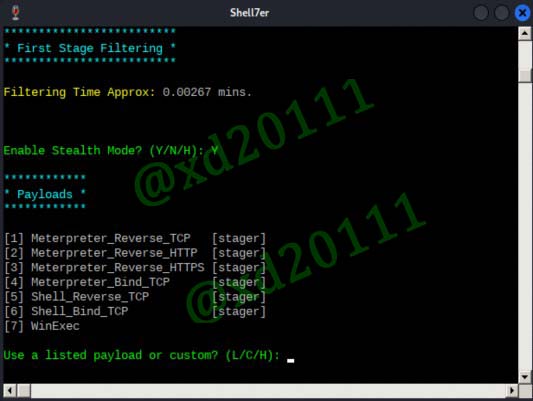 Shell7er
*************************
* First Stage Filtering *
*************************
Filtering Time Approx: 0.00267 mins.
Enable Stealth Mode? (Y/N/H): Y
************
* Payloads *
************
[1] Meterpreter_Reverse_TCP [stager]
[2] Meterpreter_Reverse_HTTP [stager]
[3] Meterpreter_Reverse_HTTPS [stager]
[4] Meterpreter_Bind_TCP [stager]
[5] Shell_Reverse_TCP [stager]
[6] Shell_Bind_TCP [stager]
[7] WinExec
Use a listed payload or custom? (L/C/H):
@xd20111
@xd20111